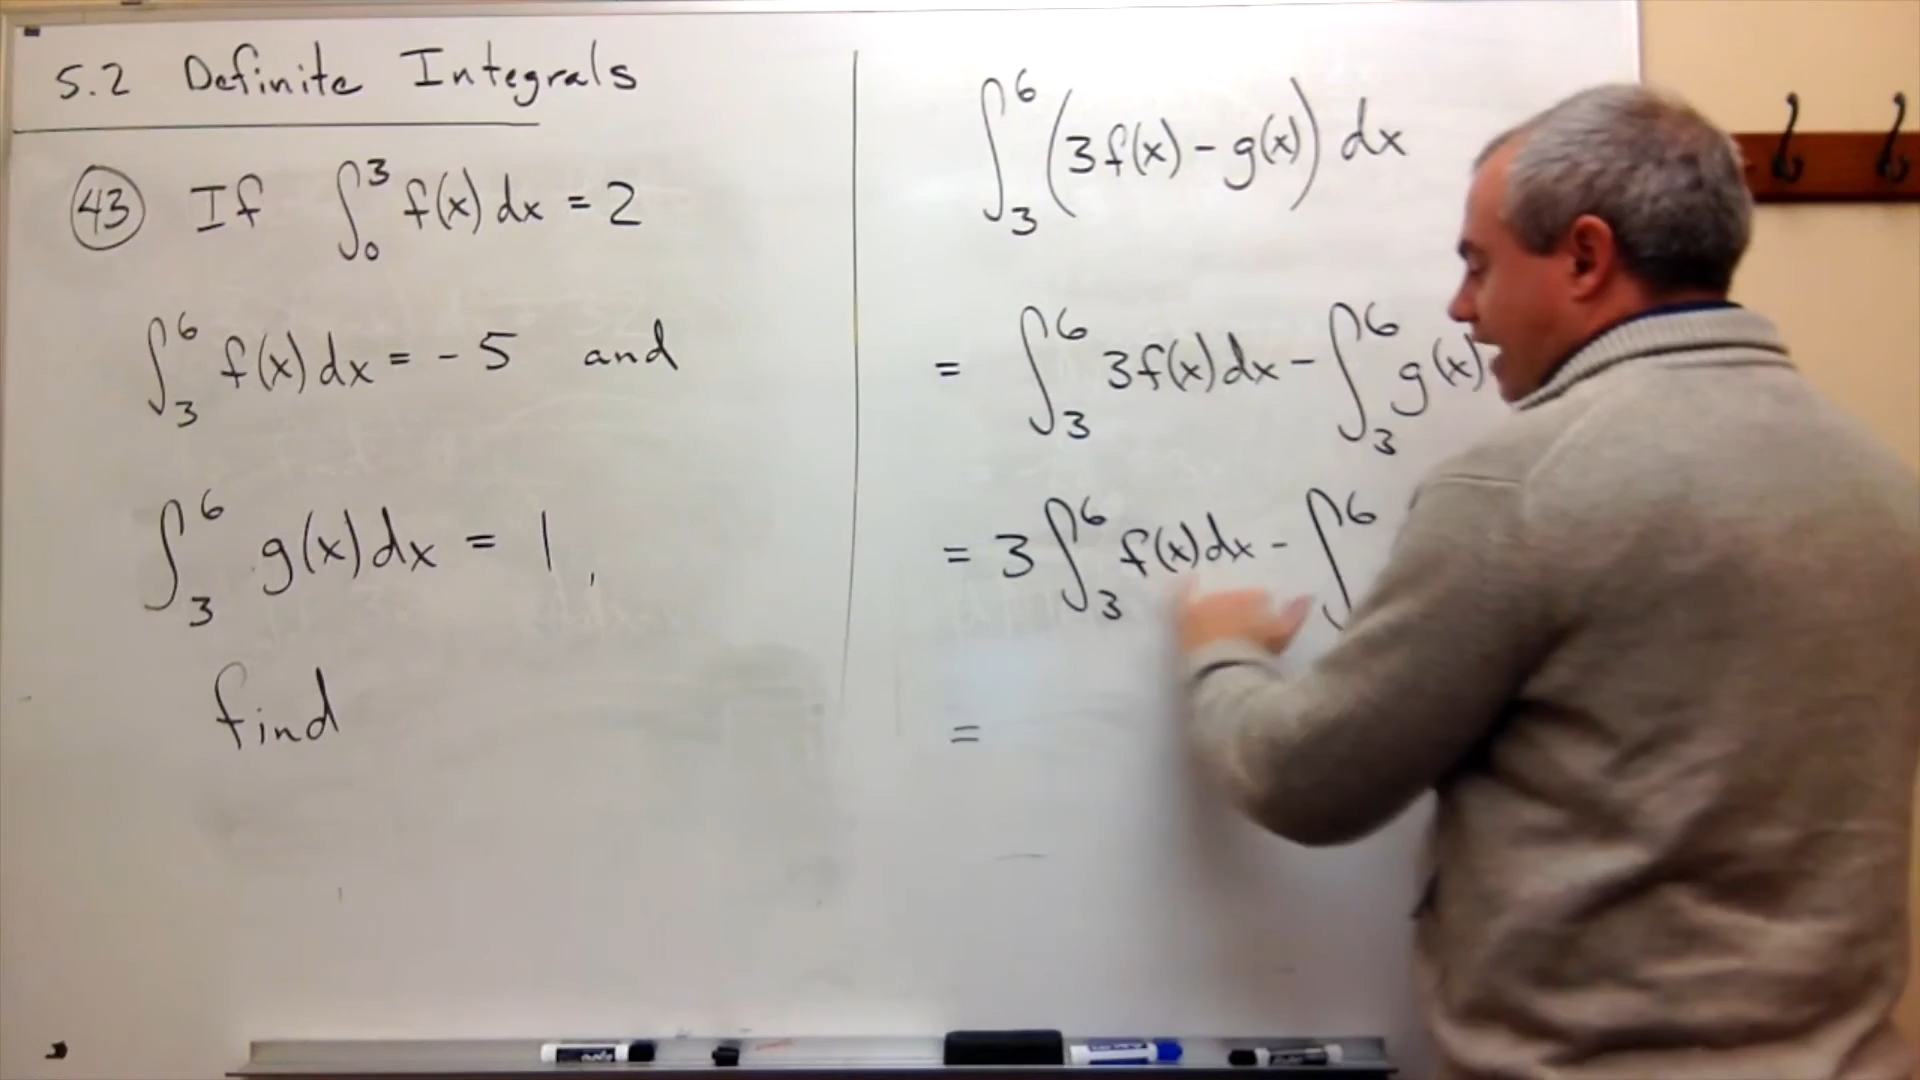 5.2 Definite Integrals
43 If ∫₀³ f(x) dx = 2
∫₃⁶ f(x) dx = -5 and
∫₃⁶ g(x) dx = 1,
find
∫₃⁶ (3f(x) - g(x)) dx
= ∫₃⁶ 3f(x) dx - ∫₃⁶ g(x)
= 3 ∫₃⁶ f(x) dx - ∫⁶
=